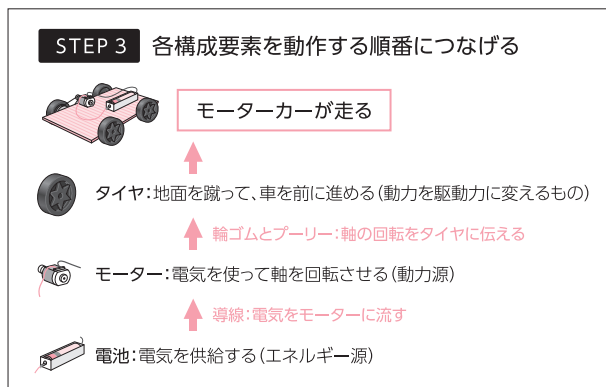 STEP 3 各構成要素を動作する順番につなげる
モーターカーが走る
タイヤ:地面を蹴って、車を前に進める(動力を駆動力に変えるもの)
輪ゴムとプーリー:軸の回転をタイヤに伝える
モーター:電気を使って軸を回転させる(動力源)
導線:電気をモーターに流す
電池:電気を供給する(エネルギー源)